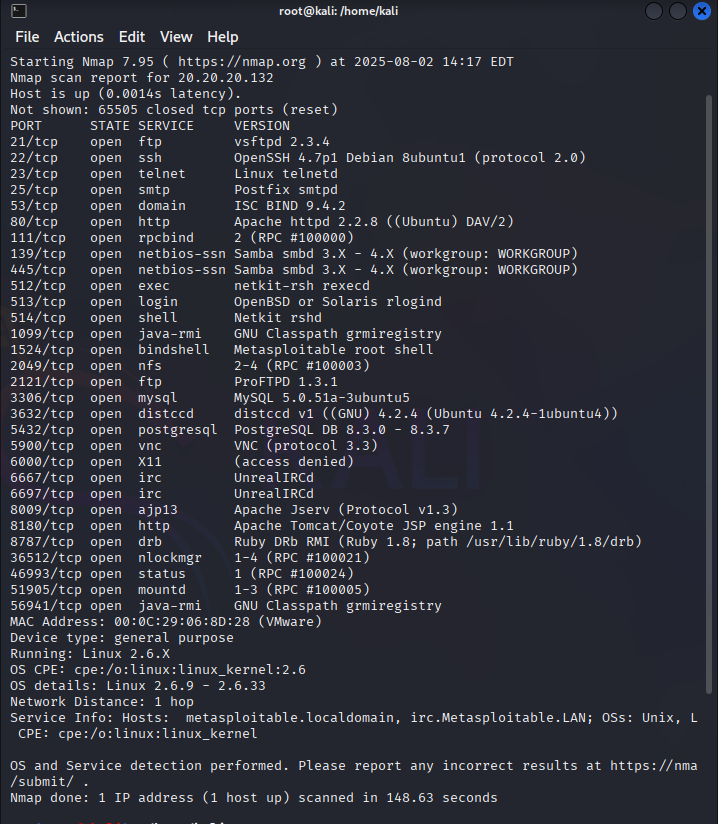 root@kali: /home/kali
File Actions Edit View Help
Starting Nmap 7.95 ( https://nmap.org ) at 2025-08-02 14:17 EDT
Nmap scan report for 20.20.20.132
Host is up (0.0014s latency).
Not shown: 65505 closed tcp ports (reset)
PORT      STATE SERVICE     VERSION
21/tcp    open  ftp         vsftpd 2.3.4
22/tcp    open  ssh         OpenSSH 4.7p1 Debian 8ubuntu1 (protocol 2.0)
23/tcp    open  telnet      Linux telnetd
25/tcp    open  smtp        Postfix smtpd
53/tcp    open  domain      ISC BIND 9.4.2
80/tcp    open  http        Apache httpd 2.2.8 ((Ubuntu) DAV/2)
111/tcp   open  rpcbind     2 (RPC #100000)
139/tcp   open  netbios-ssn Samba smbd 3.X - 4.X (workgroup: WORKGROUP)
445/tcp   open  netbios-ssn Samba smbd 3.X - 4.X (workgroup: WORKGROUP)
512/tcp   open  exec        netkit-rsh rexecd
513/tcp   open  login       OpenBSD or Solaris rlogind
514/tcp   open  shell       Netkit rshd
1099/tcp  open  java-rmi    GNU Classpath grmiregistry
1524/tcp  open  bindshell   Metasploitable root shell
2049/tcp  open  nfs         2-4 (RPC #100003)
2121/tcp  open  ftp         ProFTPD 1.3.1
3306/tcp  open  mysql       MySQL 5.0.51a-3ubuntu5
3632/tcp  open  distccd     distccd v1 ((GNU) 4.2.4 (Ubuntu 4.2.4-1ubuntu4))
5432/tcp  open  postgresql  PostgreSQL DB 8.3.0 - 8.3.7
5900/tcp  open  vnc         VNC (protocol 3.3)
6000/tcp  open  X11         (access denied)
6667/tcp  open  irc         UnrealIRCd
6697/tcp  open  irc         UnrealIRCd
8009/tcp  open  ajp13       Apache Jserv (Protocol v1.3)
8180/tcp  open  http        Apache Tomcat/Coyote JSP engine 1.1
8787/tcp  open  drb         Ruby DRb RMI (Ruby 1.8; path /usr/lib/ruby/1.8/drb)
36512/tcp open  nlockmgr    1-4 (RPC #100021)
46993/tcp open  status      1 (RPC #100024)
51905/tcp open  mountd      1-3 (RPC #100005)
56941/tcp open  java-rmi    GNU Classpath grmiregistry
MAC Address: 00:0C:29:06:8D:28 (VMware)
Device type: general purpose
Running: Linux 2.6.X
OS CPE: cpe:/o:linux:linux_kernel:2.6
OS details: Linux 2.6.9 - 2.6.33
Network Distance: 1 hop
Service Info: Hosts:  metasploitable.localdomain, irc.Metasploitable.LAN; OSs: Unix, L
 CPE: cpe:/o:linux:linux_kernel
OS and Service detection performed. Please report any incorrect results at https://nma
/submit/ .
Nmap done: 1 IP address (1 host up) scanned in 148.63 seconds